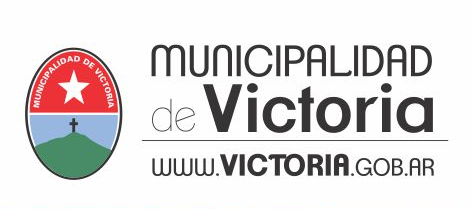 MUNICIPALIDAD DE VICTORIA
MUNICIPALIDAD
de Victoria
WWW.VICTORIA.GOB.AR